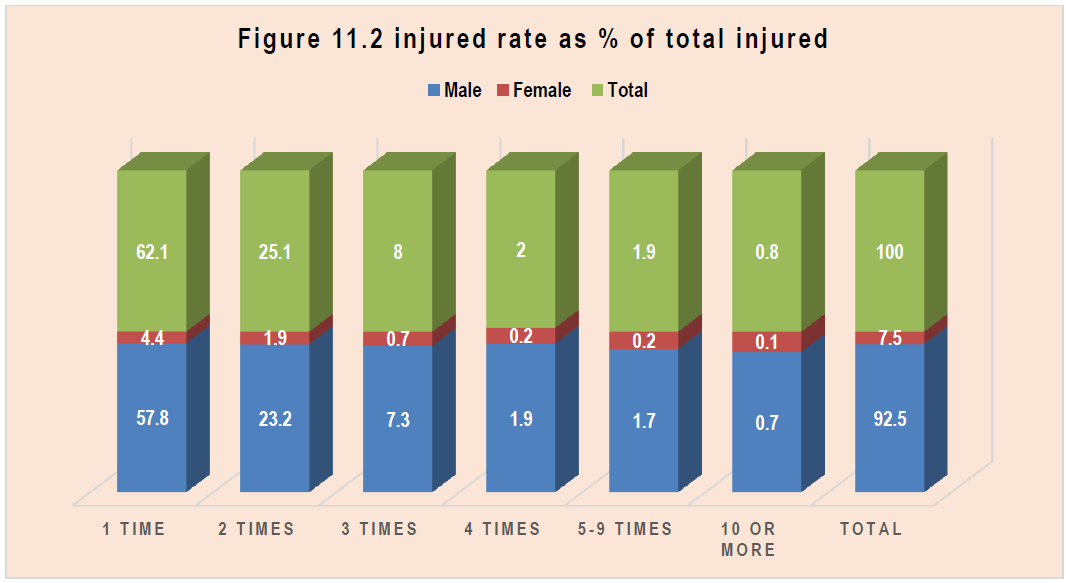 Figure 11.2 injured rate as % of total injured
Male Female Total
62.1 25.1 8 2 1.9 0.8 100
4.4 1.9 0.7 0.2 0.2 0.1 7.5
57.8 23.2 7.3 1.9 1.7 0.7 92.5
1 TIME 2 TIMES 3 TIMES 4 TIMES 5-9 TIMES 10 OR TOTAL
MORE